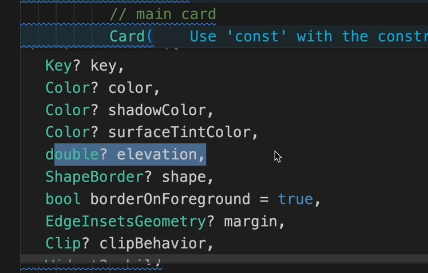 // main card
Card( Use 'const' with the constr
Key? key,
Color? color,
Color? shadowColor,
Color? surfaceTintColor,
double? elevation,
ShapeBorder? shape,
bool borderOnForeground = true,
EdgeInsetsGeometry? margin,
Clip? clipBehavior,